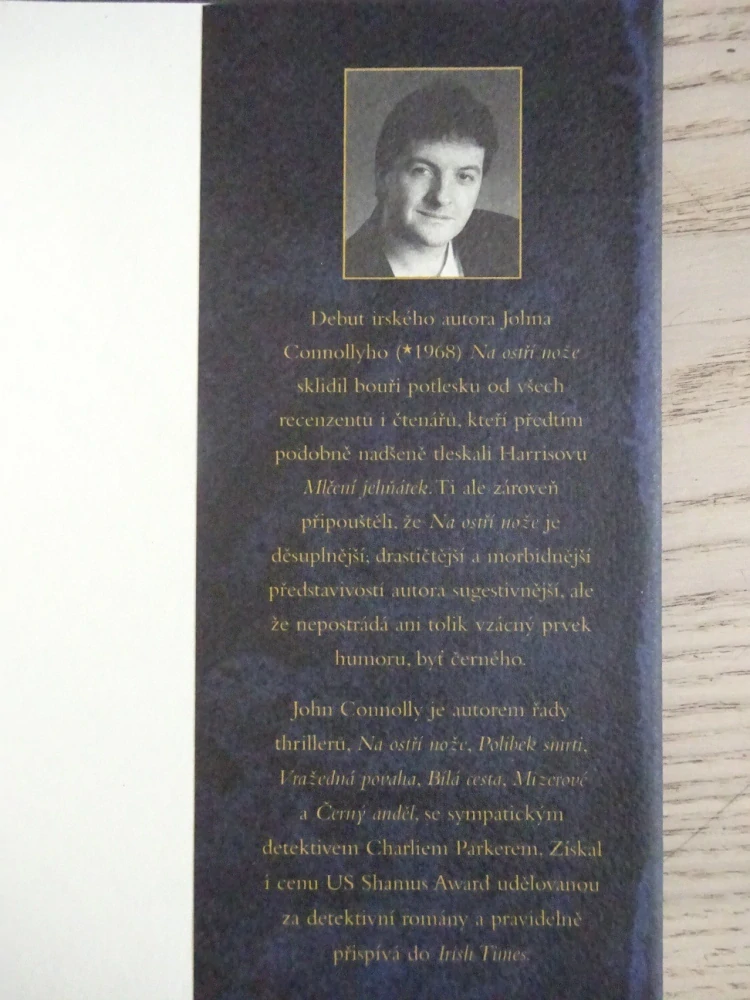 Debut irského autora Johna
Connollyho (*1968) Na ostří nože
sklidil bouři potlesku od všech
recenzentů i čtenářů, kteří předtím
podobně nadšeně tleskali Harrisovu
Mlčení jehňátek. Ti ale zároveň
připouštěli, že Na ostří nože je
děsuplnější, drastičtější a morbidnější
představivostí autora sugestivnější, ale
že nepostrádá ani tolik vzácný prvek
humoru, byť černého.
John Connolly je autorem řady
thrillerů, Na ostří nože, Polibek smrti,
Vražedná povaha, Bílá cesta, Mizerové
a Černý anděl, se sympatickým
detektivem Charliem Parkerem. Získal
i cenu US Shamus Award udělovanou
za detektivní romány a pravidelně
přispívá do Irish Times.